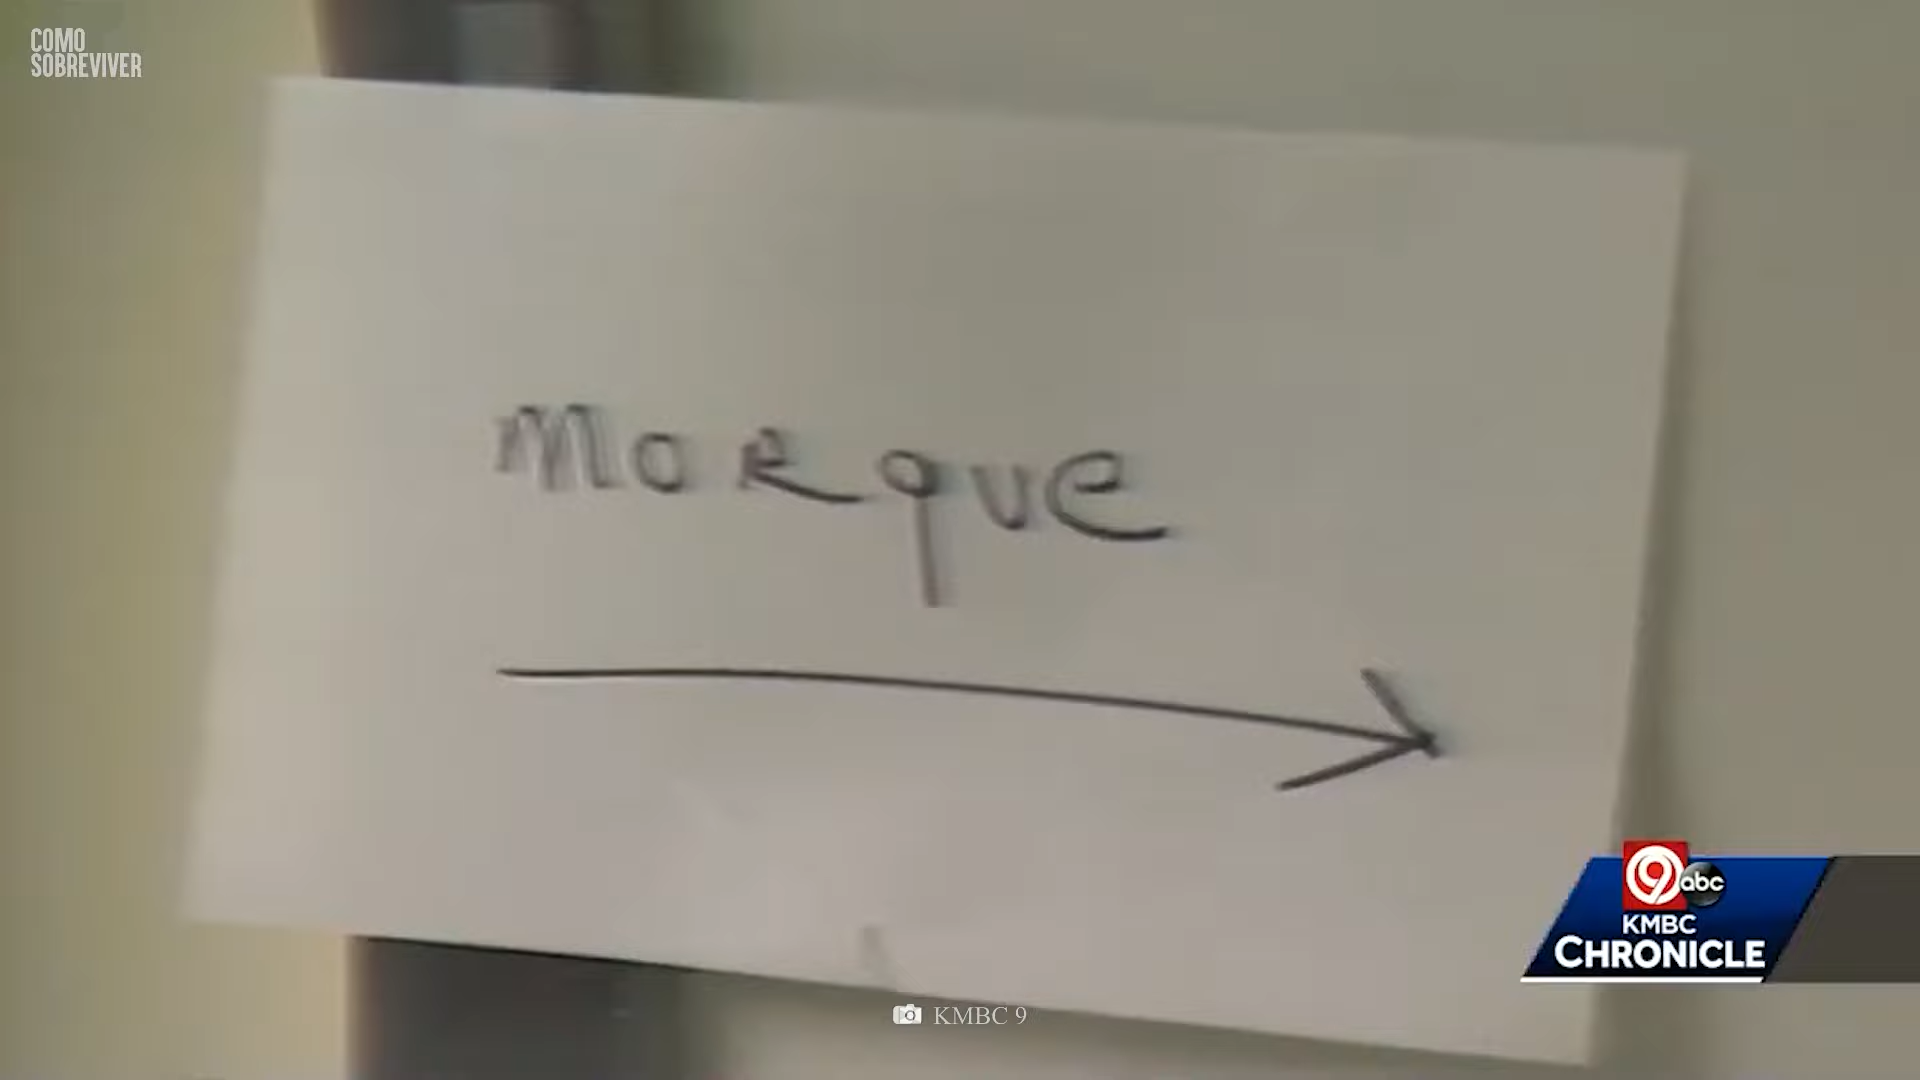 COMO
SOBREVIVER
Morque
9 abc
KMBC
CHRONICLE
KMBC 9